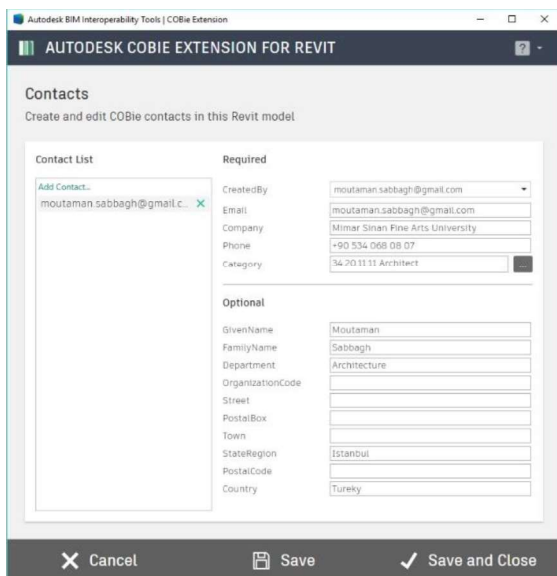 Autodesk BIM Interoperability Tools | COBie Extension
AUTODESK COBIE EXTENSION FOR REVIT
?
Contacts
Create and edit COBie contacts in this Revit model
Contact List
Add Contact...
moutaman.sabbagh@gmail.c...
Required
CreatedBy moutaman.sabbagh@gmail.com
Email moutaman.sabbagh@gmail.com
Company Mimar Sinan Fine Arts University
Phone +90 534 068 08 07
Category 34.20.11.11 Architect ...
Optional
GivenName Moutaman
FamilyName Sabbagh
Department Architecture
OrganizationCode
Street
PostalBox
Town
StateRegion Istanbul
PostalCode
Country Tureky
Cancel Save Save and Close